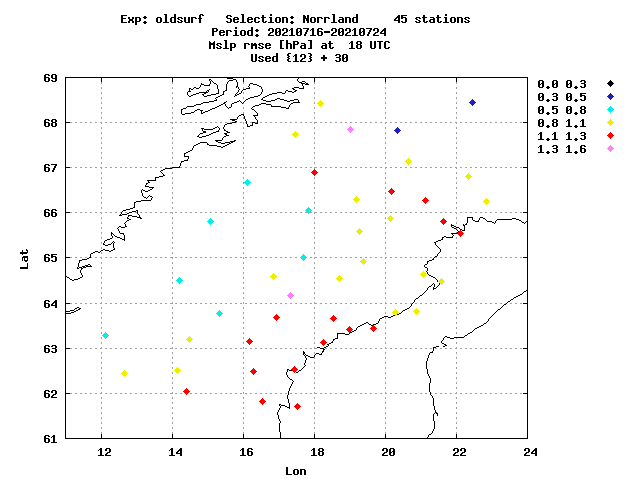 Exp: oldsurf   Selection: Norrland     45 stations
Period: 20210716-20210724
Mslp rmse [hPa] at  18 UTC
Used {12} + 30
69
68
67
66
65
64
63
62
61
Lat
12 14 16 18 20 22 24
Lon
0.0 0.3
0.3 0.5
0.5 0.8
0.8 1.1
1.1 1.3
1.3 1.6